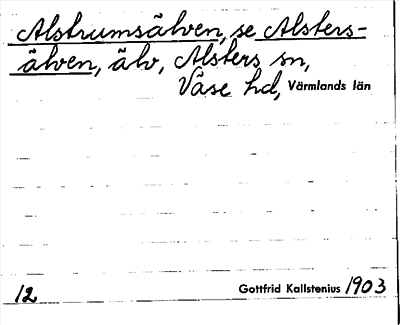 Alstrumsälven, se Alsters-
älven, älv, Alsters sn,
Väse hd, Värmlands län
12 Gottfrid Kallstenius 1903